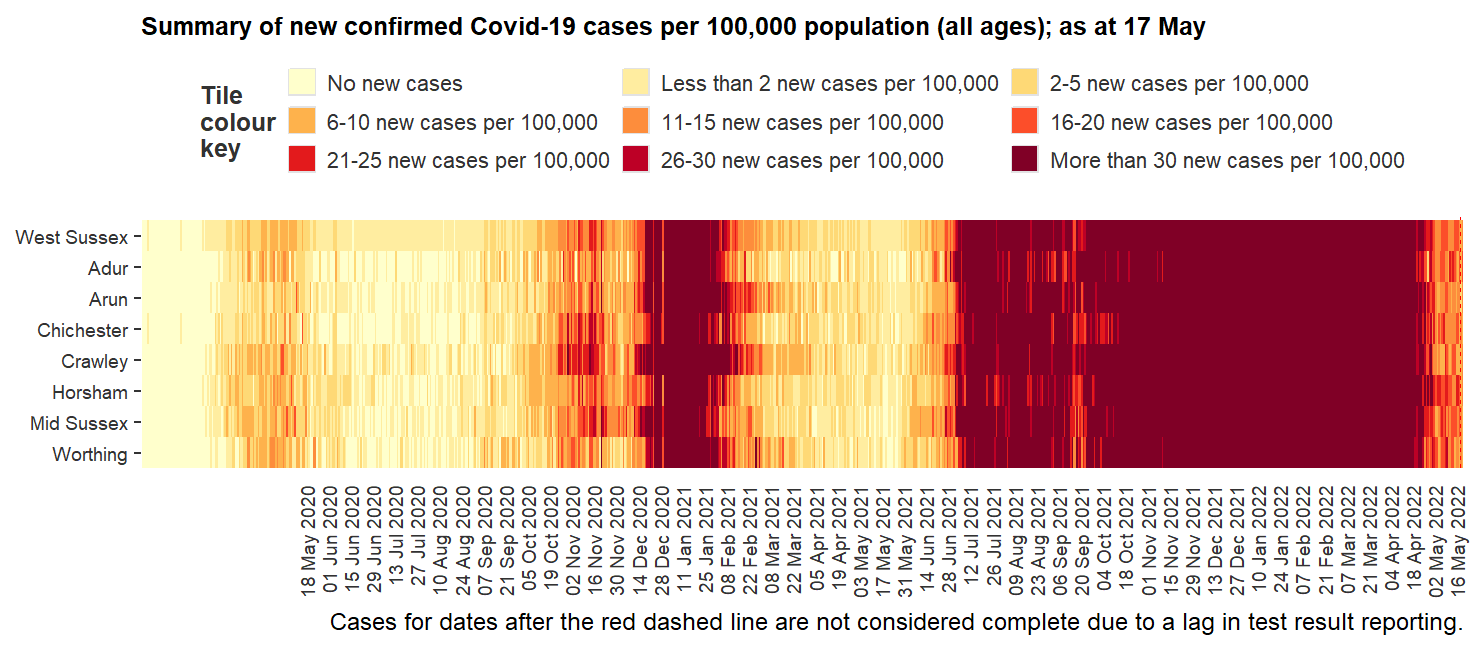 Summary of new confirmed Covid-19 cases per 100,000 population (all ages); as at 17 May
Tile
colour
key
No new cases
Less than 2 new cases per 100,000
2-5 new cases per 100,000
6-10 new cases per 100,000
11-15 new cases per 100,000
16-20 new cases per 100,000
21-25 new cases per 100,000
26-30 new cases per 100,000
More than 30 new cases per 100,000
West Sussex
Adur
Arun
Chichester
Crawley
Horsham
Mid Sussex
Worthing
18 May 2020
01 Jun 2020
15 Jun 2020
29 Jun 2020
13 Jul 2020
27 Jul 2020
10 Aug 2020
24 Aug 2020
07 Sep 2020
21 Sep 2020
05 Oct 2020
19 Oct 2020
02 Nov 2020
16 Nov 2020
30 Nov 2020
14 Dec 2020
28 Dec 2020
11 Jan 2021
25 Jan 2021
08 Feb 2021
22 Feb 2021
08 Mar 2021
22 Mar 2021
05 Apr 2021
19 Apr 2021
03 May 2021
17 May 2021
31 May 2021
14 Jun 2021
28 Jun 2021
12 Jul 2021
26 Jul 2021
09 Aug 2021
23 Aug 2021
06 Sep 2021
20 Sep 2021
04 Oct 2021
18 Oct 2021
01 Nov 2021
15 Nov 2021
29 Nov 2021
13 Dec 2021
27 Dec 2021
10 Jan 2022
24 Jan 2022
07 Feb 2022
21 Feb 2022
07 Mar 2022
21 Mar 2022
04 Apr 2022
18 Apr 2022
02 May 2022
16 May 2022
Cases for dates after the red dashed line are not considered complete due to a lag in test result reporting.